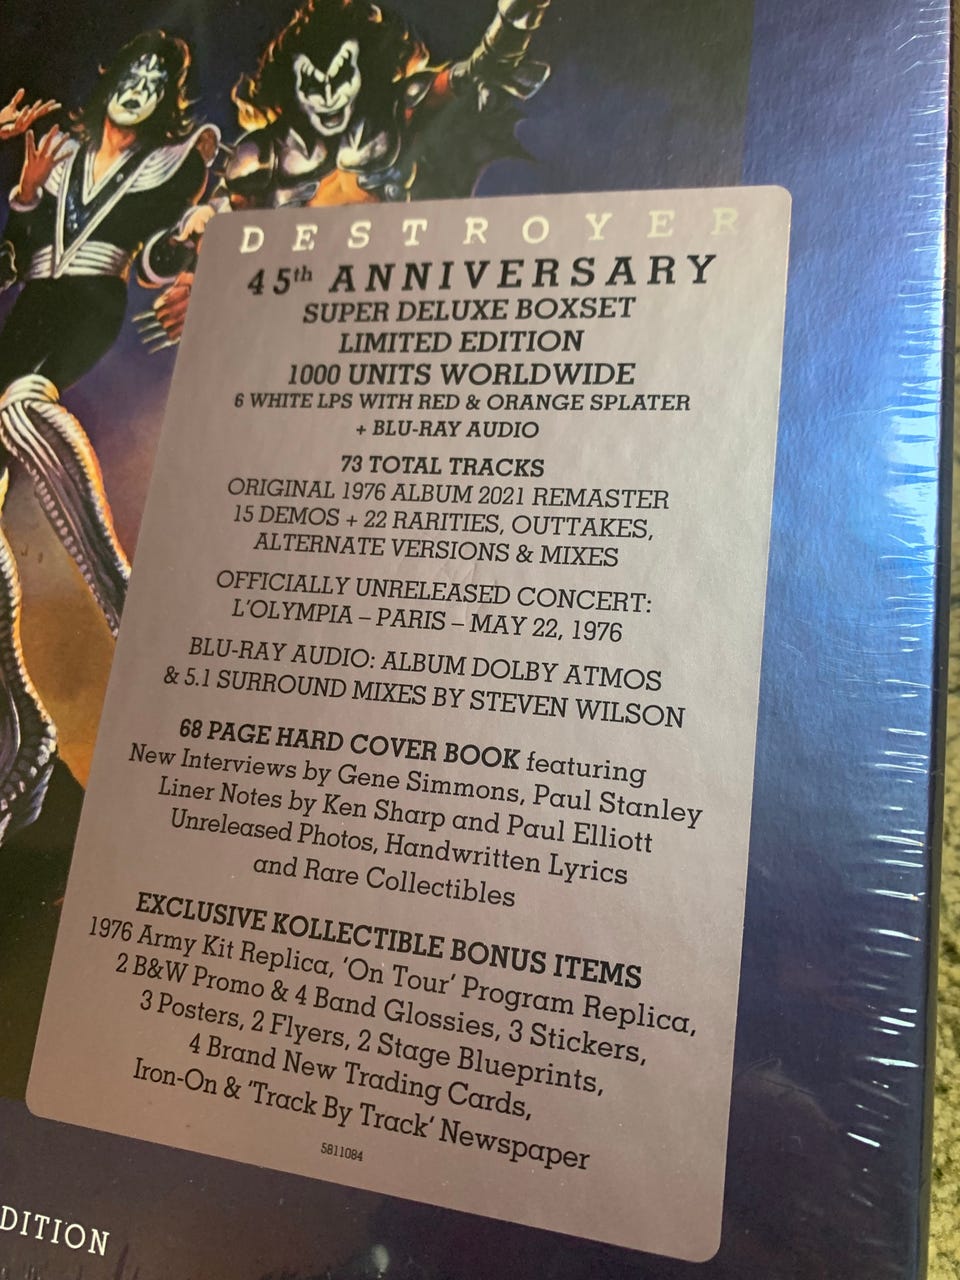 DESTROYER
45th ANNIVERSARY
SUPER DELUXE BOXSET
LIMITED EDITION
1000 UNITS WORLDWIDE
6 WHITE LPS WITH RED & ORANGE SPLATER
+ BLU-RAY AUDIO
73 TOTAL TRACKS
ORIGINAL 1976 ALBUM 2021 REMASTER
15 DEMOS + 22 RARITIES, OUTTAKES,
ALTERNATE VERSIONS & MIXES
OFFICIALLY UNRELEASED CONCERT:
L'OLYMPIA – PARIS – MAY 22, 1976
BLU-RAY AUDIO: ALBUM DOLBY ATMOS
& 5.1 SURROUND MIXES BY STEVEN WILSON
68 PAGE HARD COVER BOOK featuring
New Interviews by Gene Simmons, Paul Stanley
Liner Notes by Ken Sharp and Paul Elliott
Unreleased Photos, Handwritten Lyrics
and Rare Collectibles
EXCLUSIVE KOLLECTIBLE BONUS ITEMS
1976 Army Kit Replica, 'On Tour' Program Replica,
2 B&W Promo & 4 Band Glossies, 3 Stickers,
3 Posters, 2 Flyers, 2 Stage Blueprints,
4 Brand New Trading Cards,
Iron-On & 'Track By Track' Newspaper
5811084
DITION